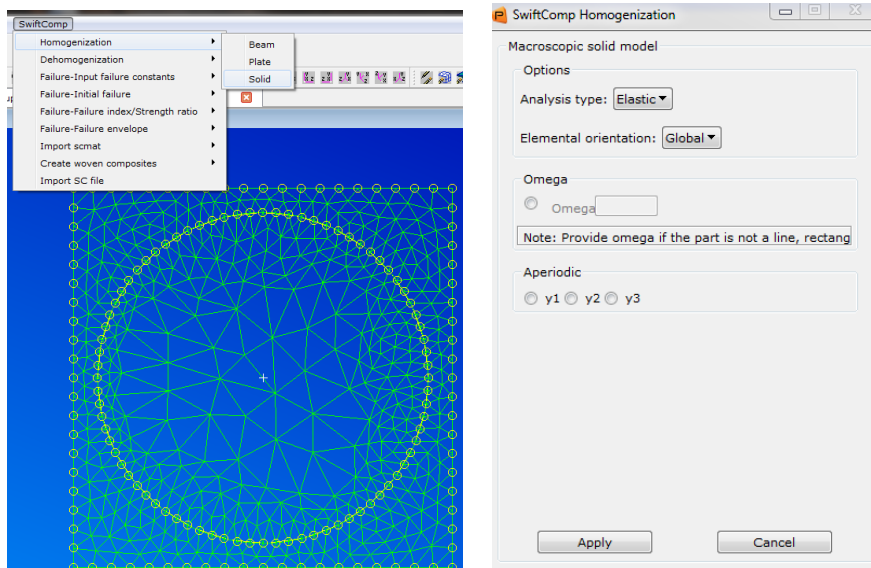 SwiftComp
Homogenization
Dehomogenization
Failure-Input failure constants
Failure-Initial failure
Failure-Failure index/Strength ratio
Failure-Failure envelope
Import scmat
Create woven composites
Import SC file
Beam
Plate
Solid
SwiftComp Homogenization
Macroscopic solid model
Options
Analysis type: Elastic
Elemental orientation: Global
Omega
Omega
Note: Provide omega if the part is not a line, rectang
Aperiodic
y1 y2 y3
Apply Cancel